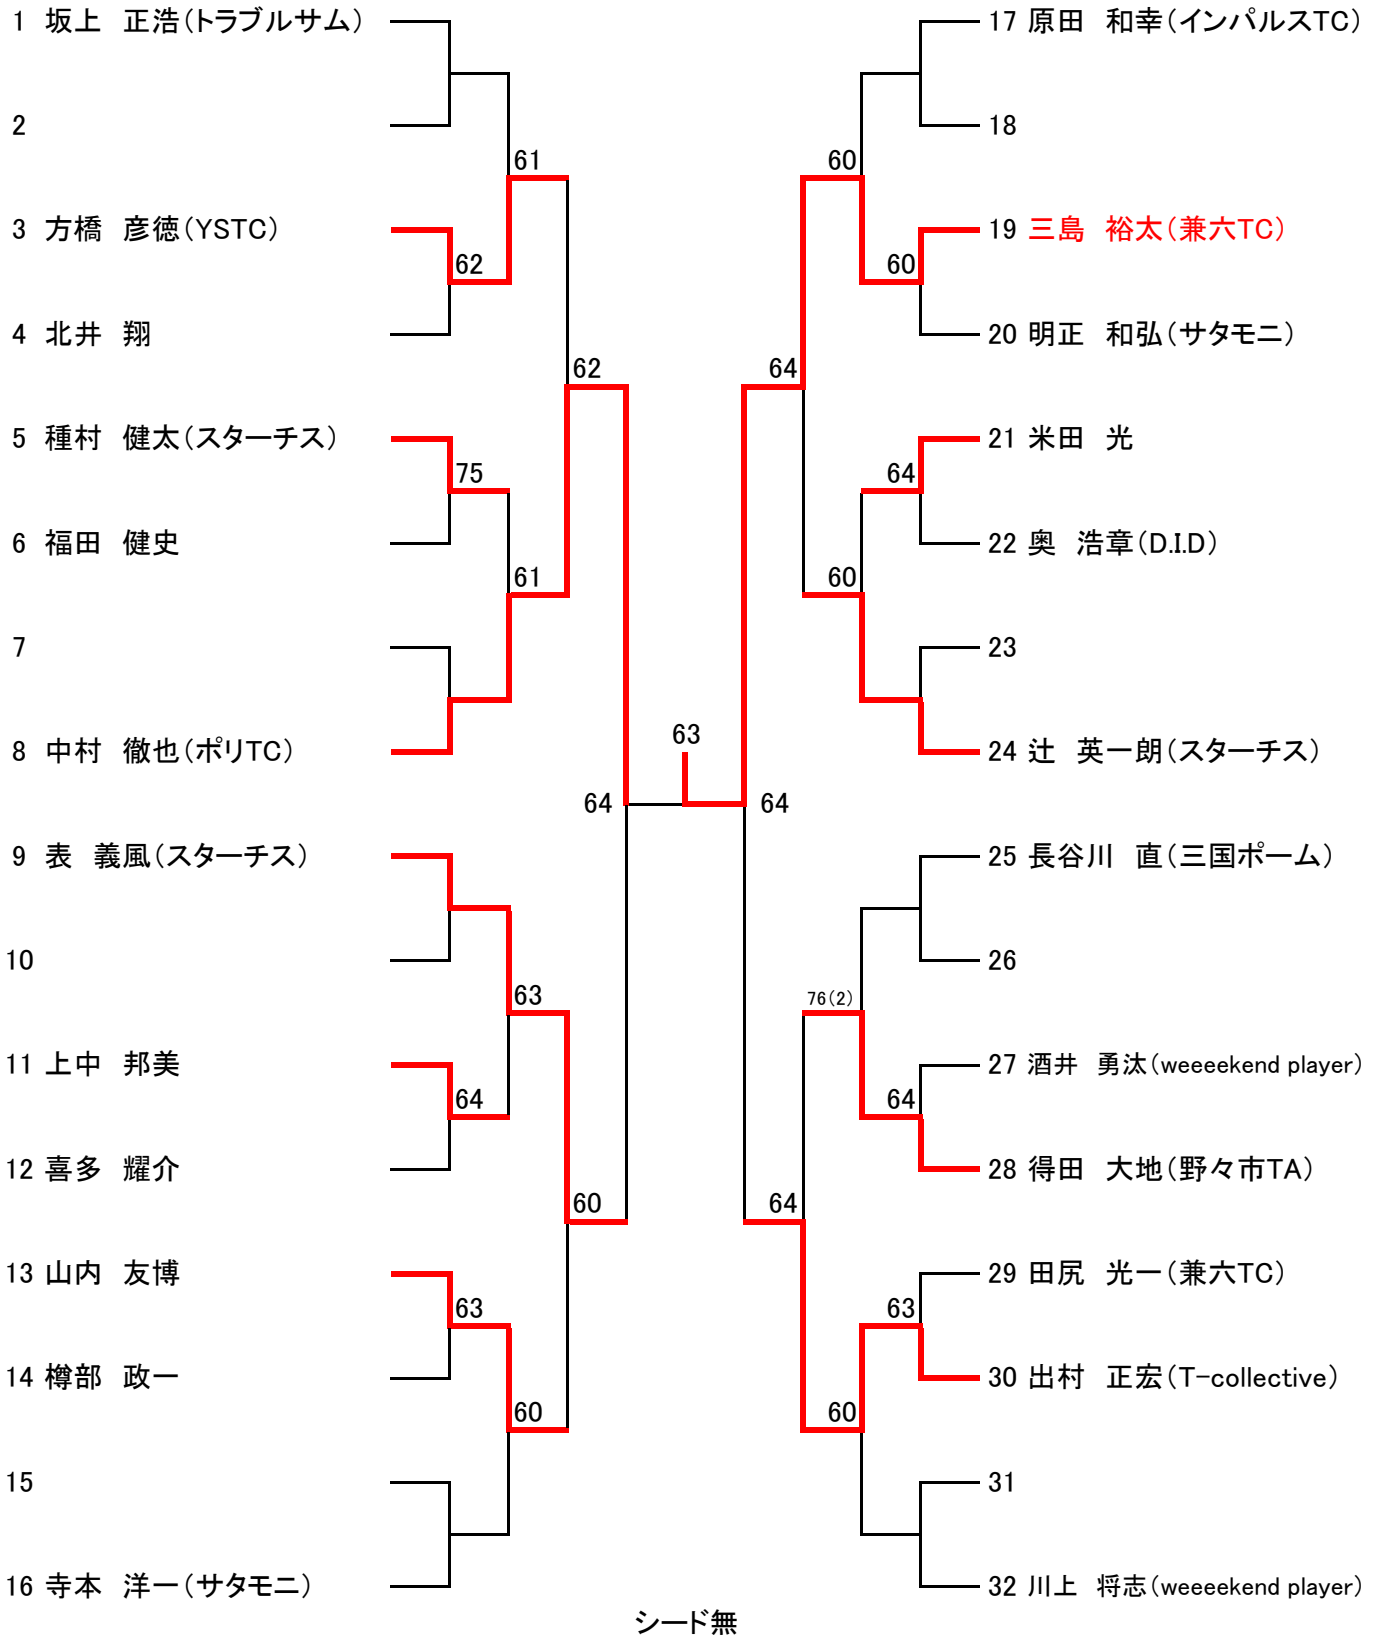 1 坂上　正浩（トラブルサム）
2
61
3 方橋　彦徳（YSTC）
62
4 北井　翔
62
5 種村　健太（スターチス）
75
6 福田　健史
61
7
8 中村　徹也（ポリTC）
64
9 表　義風（スターチス）
10
63
11 上中　邦美
64
12 喜多　耀介
60
13 山内　友博
63
14 樽部　政一
60
15
16 寺本　洋一（サタモニ）
63
17 原田　和幸（インパルスTC）
18
60
19 三島　裕太（兼六TC）
60
20 明正　和弘（サタモニ）
64
21 米田　光
64
22 奥　浩章（D.I.D）
60
23
24 辻　英一朗（スターチス）
64
25 長谷川　直（三国ポーム）
26
76（2）
27 酒井　勇汰（weeeekend player）
64
28 得田　大地（野々市TA）
64
29 田尻　光一（兼六TC）
63
30 出村　正宏（T-collective）
60
31
32 川上　将志（weeeekend player）
シード無